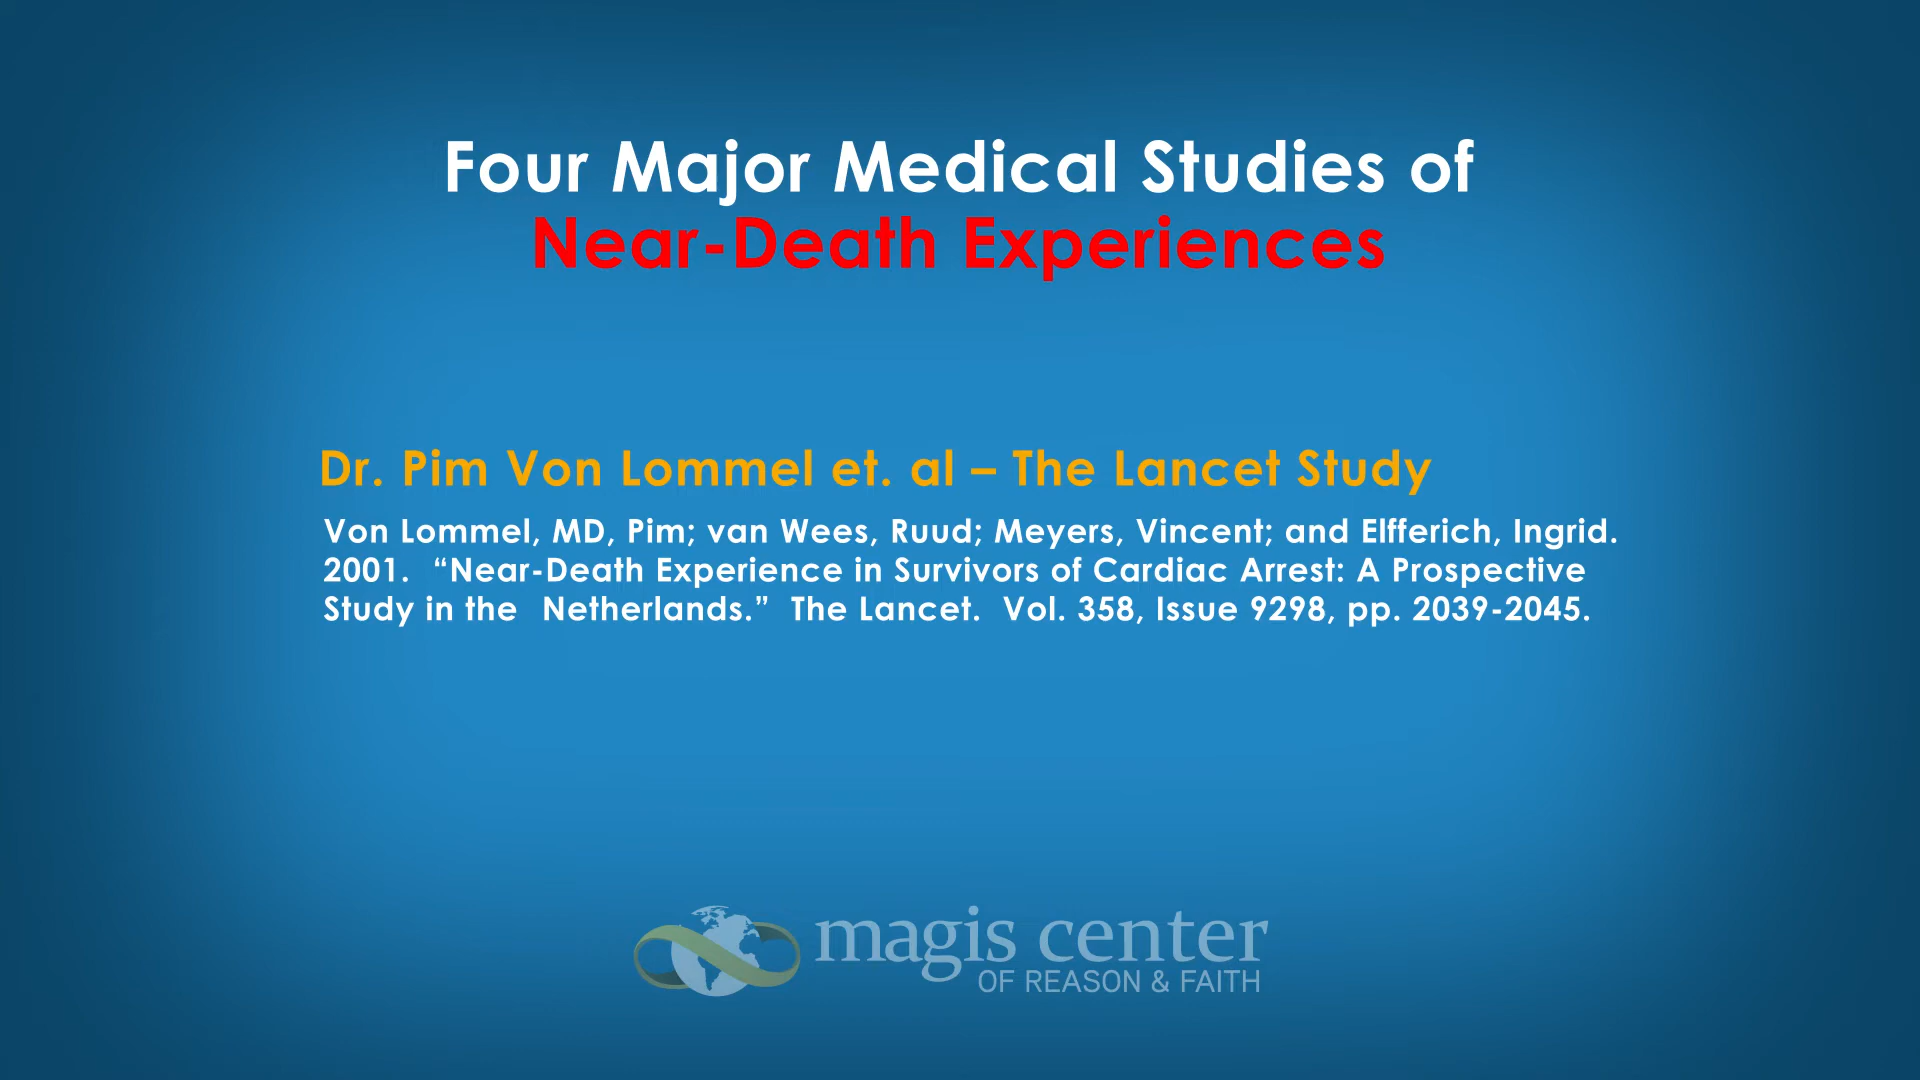 Four Major Medical Studies of
Near-Death Experiences
Dr. Pim Von Lommel et. al – The Lancet Study
Von Lommel, MD, Pim; van Wees, Ruud; Meyers, Vincent; and Elfferich, Ingrid.
2001.  “Near-Death Experience in Survivors of Cardiac Arrest: A Prospective
Study in the  Netherlands.”  The Lancet.  Vol. 358, Issue 9298, pp. 2039-2045.
magis center
OF REASON & FAITH